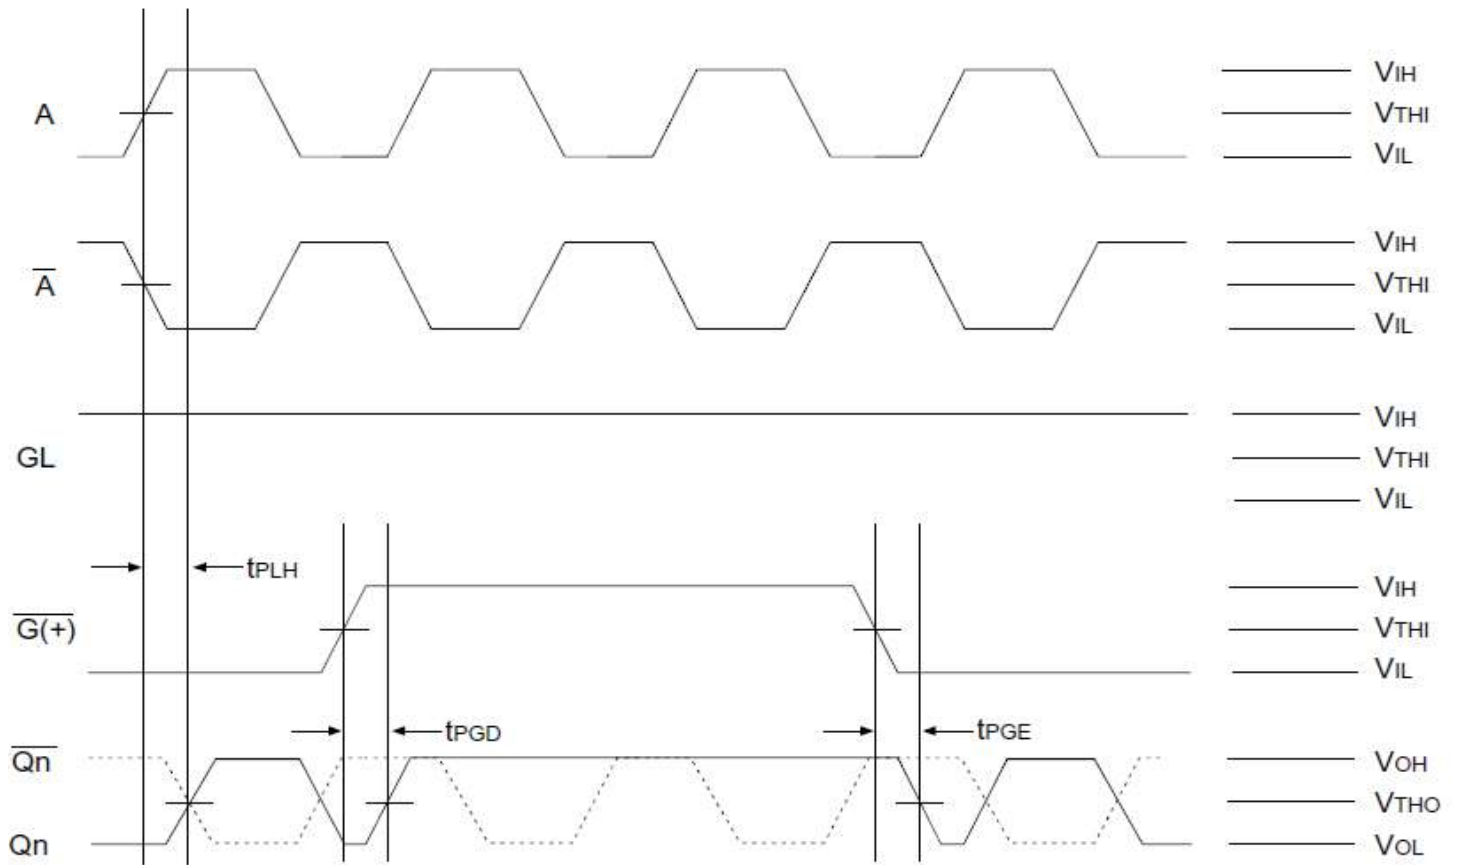 A
VIH
VTHI
VIL
A
VIH
VTHI
VIL
GL
VIH
VTHI
VIL
tPLH
G(+)
VIH
VTHI
VIL
tPGD
tPGE
Qn
Qn
VOH
VTHO
VOL